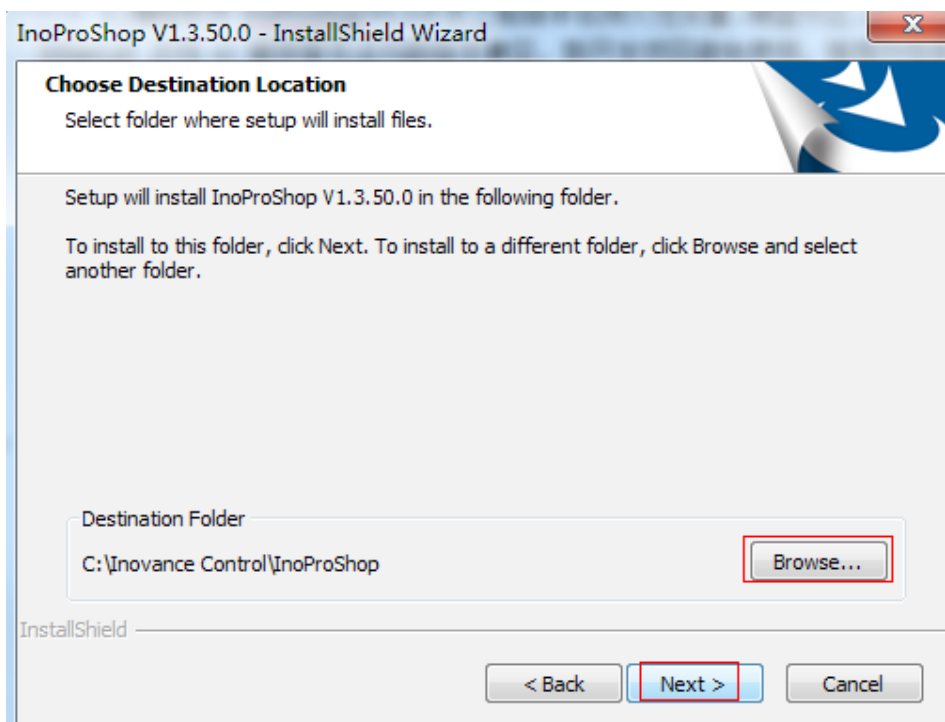 InoProShop V1.3.50.0 - InstallShield Wizard
Choose Destination Location
Select folder where setup will install files.
Setup will install InoProShop V1.3.50.0 in the following folder.
To install to this folder, click Next. To install to a different folder, click Browse and select
another folder.
Destination Folder
C:\Inovance Control\InoProShop
Browse...
InstallShield
< Back
Next >
Cancel